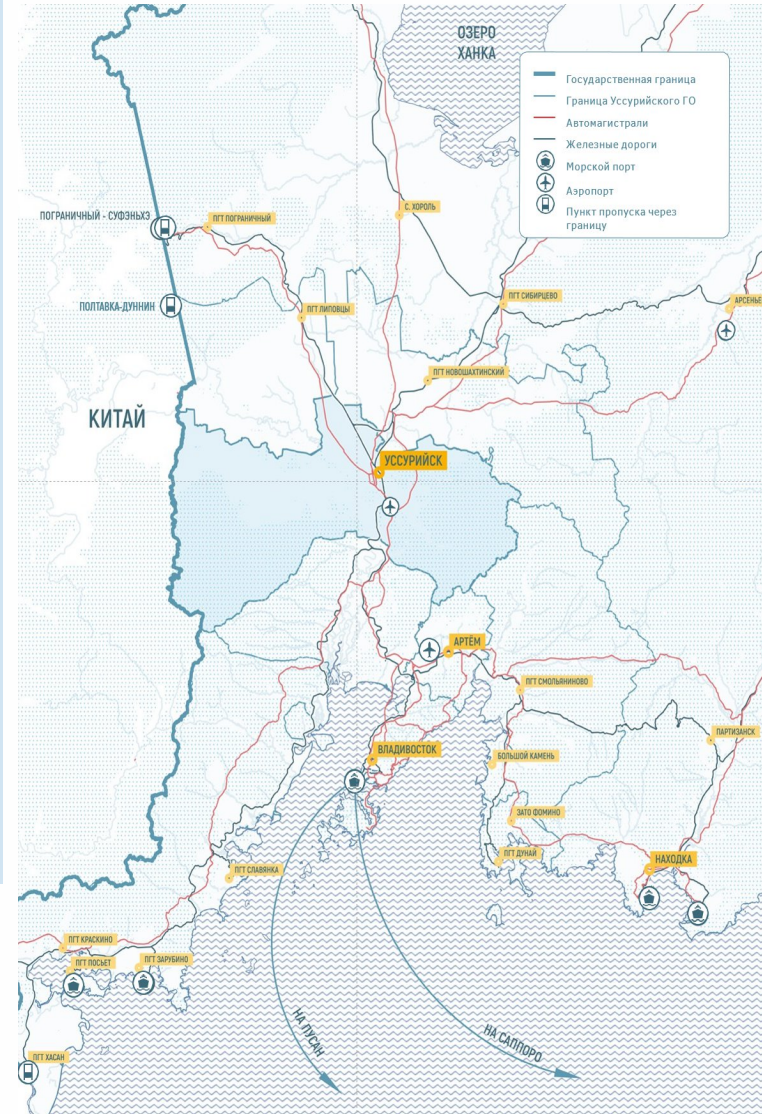 ОЗЕРО
ХАНКА
Государственная граница
Граница Уссурийского ГО
Автомагистрали
Железные дороги
Морской порт
Аэропорт
Пункт пропуска через
границу
ПОГРАНИЧНЫЙ - СУФЭНЬХЭ
ПГТ ПОГРАНИЧНЫЙ
С. ХОРОЛЬ
ПОЛТАВКА-ДУННИН
ПГТ ЛИПОВЦЫ
ПГТ СИБИРЦЕВО
АРСЕНЬЕ
ПГТ НОВОШАХТИНСКИЙ
КИТАЙ
УССУРИЙСК
АРТЁМ
ПГТ СМОЛЬЯНИНОВО
ПАРТИЗАНСК
ВЛАДИВОСТОК
БОЛЬШОЙ КАМЕНЬ
ЗАТО ФОМИНО
ПГТ ДУНАЙ
НАХОДКА
ПГТ СЛАВЯНКА
ПГТ КРАСКИНО
ПГТ ПОСЬЕТ
ПГТ ЗАРУБИНО
НА ПУСАН
НА САППОРО
ПГТ ХАСАН